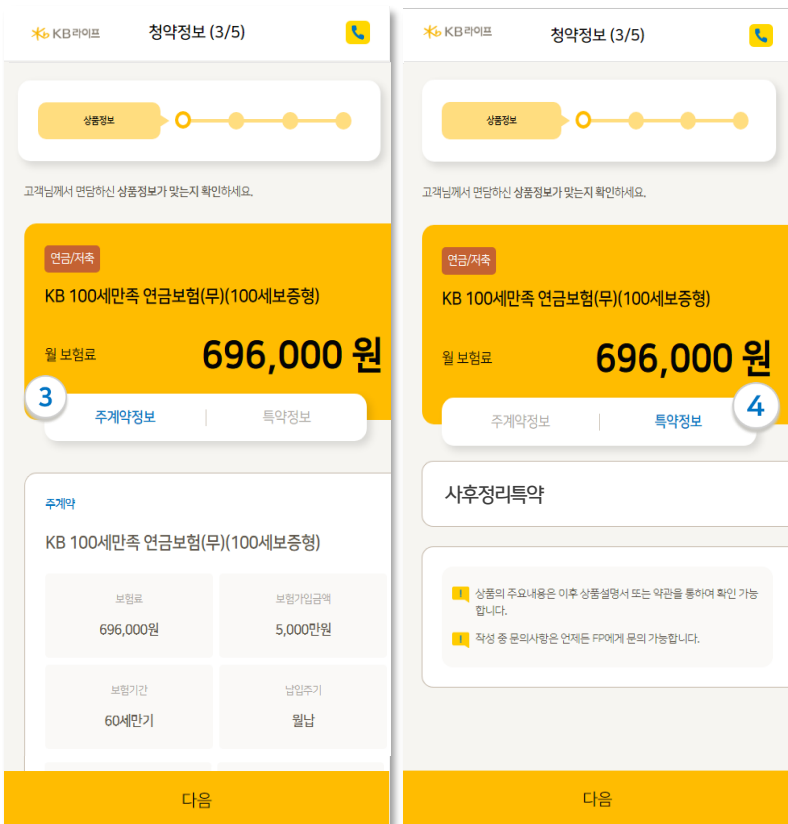 KB라이프
청약정보 (3/5)
상품정보
고객님께서 면담하신 상품정보가 맞는지 확인하세요.
연금/저축
KB 100세만족 연금보험(무)(100세보증형)
월 보험료
696,000 원
3
주계약정보
특약정보
주계약
KB 100세만족 연금보험(무)(100세보증형)
보험료
보험가입금액
696,000원
5,000만원
보험기간
납입주기
60세만기
월납
다음
KB라이프
청약정보 (3/5)
상품정보
고객님께서 면담하신 상품정보가 맞는지 확인하세요.
연금/저축
KB 100세만족 연금보험(무)(100세보증형)
월 보험료
696,000 원
주계약정보
특약정보
4
사후정리특약
! 상품의 주요내용은 이후 상품설명서 또는 약관을 통하여 확인 가능
합니다.
! 작성 중 문의사항은 언제든 FP에게 문의 가능합니다.
다음